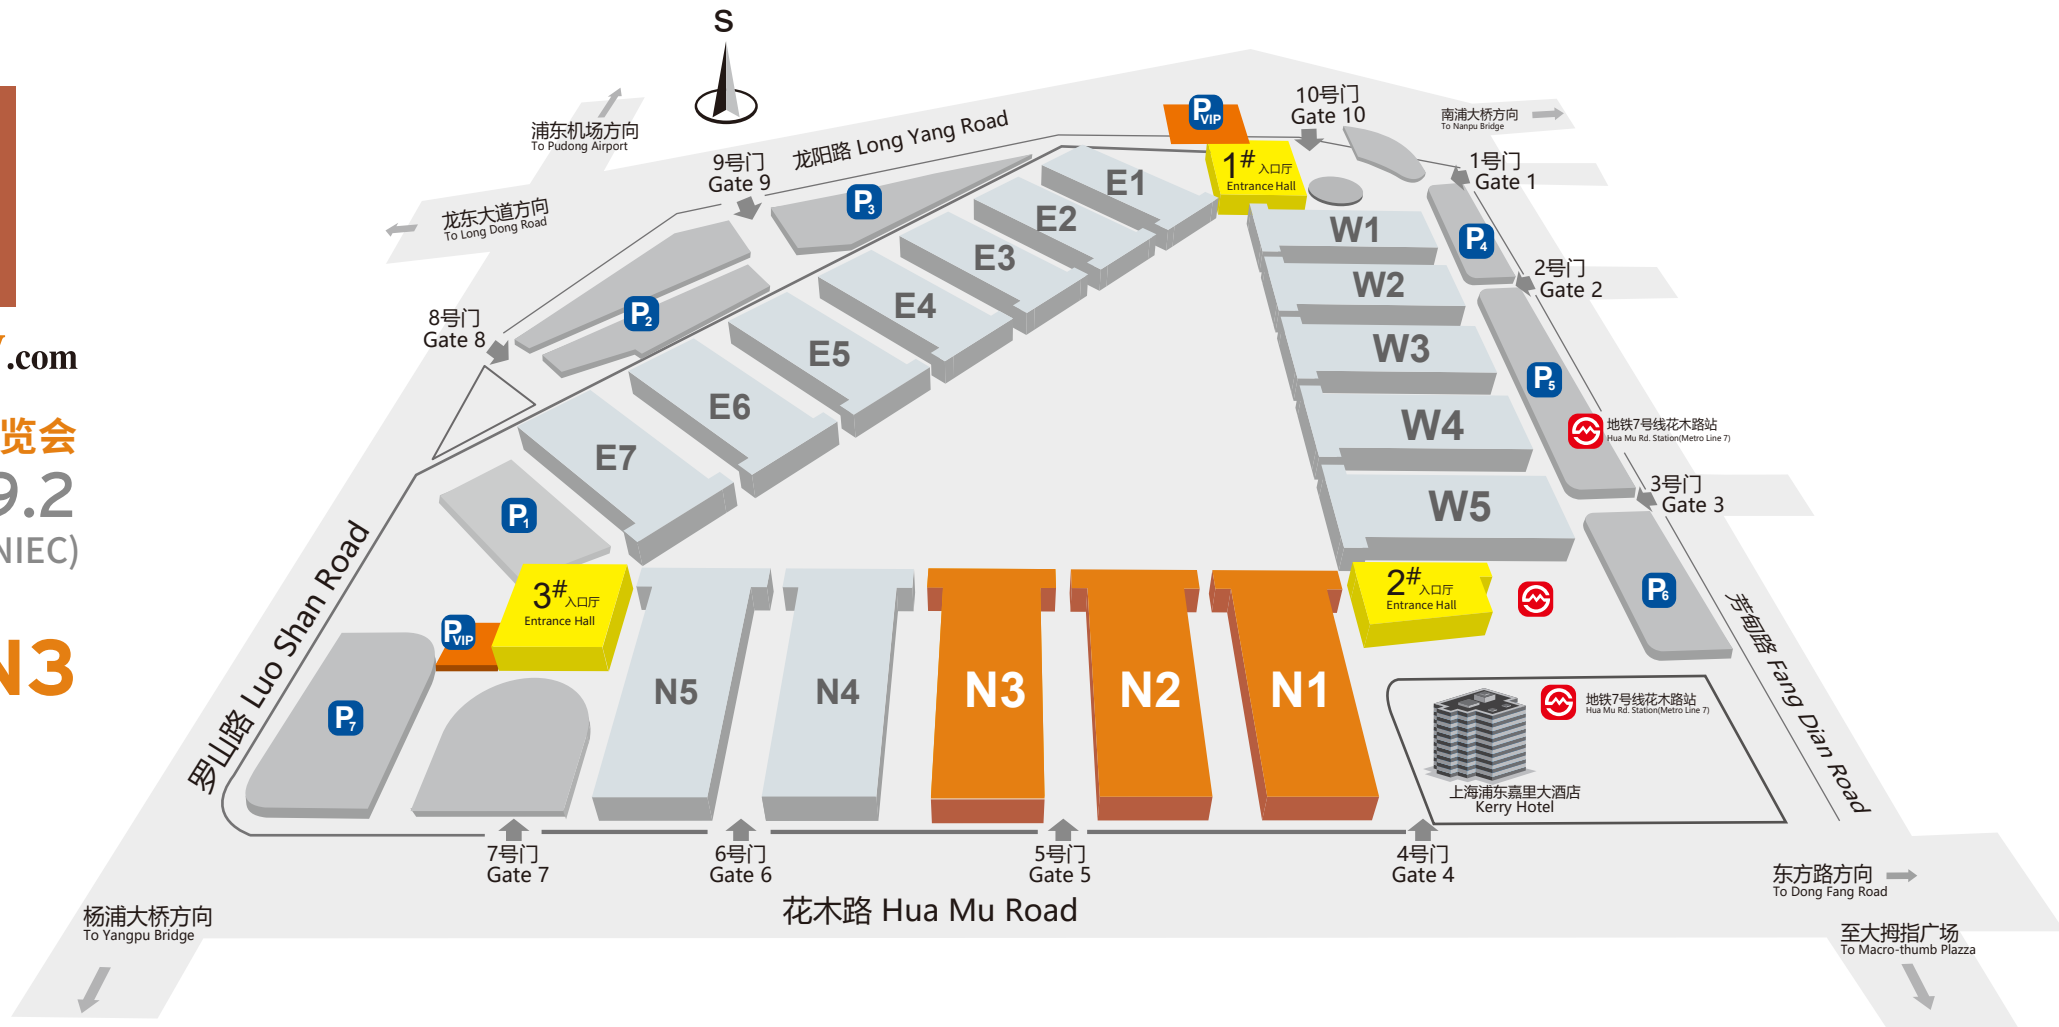 S
浦东机场方向
To Pudong Airport
龙东大道方向
To Long Dong Road
9号门
Gate 9
龙阳路 Long Yang Road
P VIP
10号门
Gate 10
南浦大桥方向
To Nanpu Bridge
1号门
Gate 1
1# 入口厅
Entrance Hall
8号门
Gate 8
P3
P2
P4
2号门
Gate 2
E1
E2
E3
E4
E5
E6
E7
W1
W2
W3
W4
W5
P5
地铁7号线花木路站
Hua Mu Rd. Station(Metro Line 7)
3号门
Gate 3
.com
览会
9.2
NIEC)
N3
P1
3# 入口厅
Entrance Hall
P VIP
P7
罗山路 Luo Shan Road
N5
N4
N3
N2
N1
2# 入口厅
Entrance Hall
P6
芳甸路 Fang Dian Road
地铁7号线花木路站
Hua Mu Rd. Station(Metro Line 7)
上海浦东嘉里大酒店
Kerry Hotel
7号门
Gate 7
6号门
Gate 6
5号门
Gate 5
4号门
Gate 4
花木路 Hua Mu Road
杨浦大桥方向
To Yangpu Bridge
东方路方向
To Dong Fang Road
至大拇指广场
To Macro-thumb Plazza